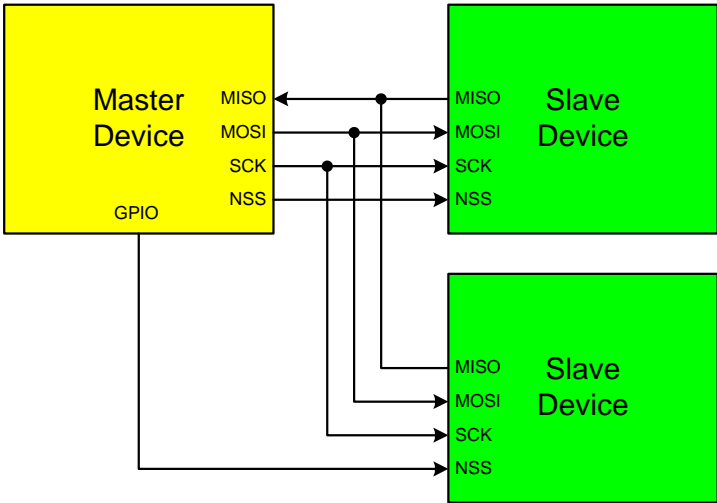 Master
Device
MISO
MOSI
SCK
NSS
GPIO
MISO
MOSI
SCK
NSS
Slave
Device
MISO
MOSI
SCK
NSS
Slave
Device